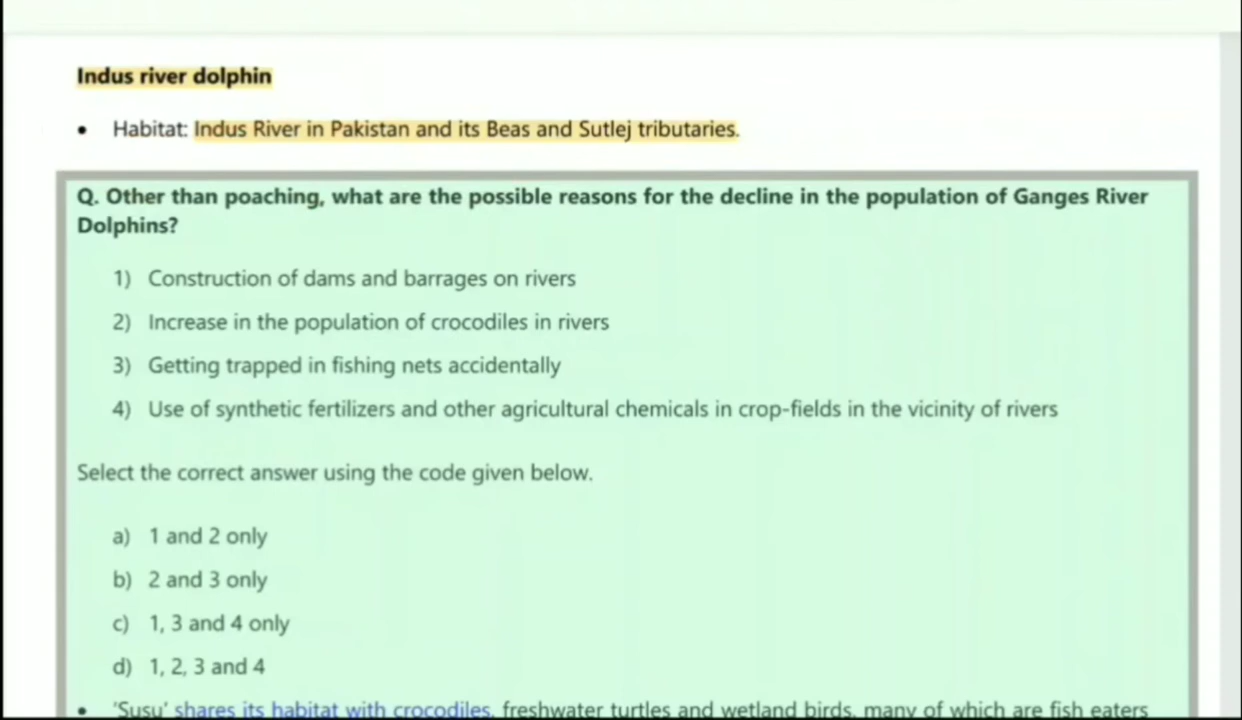 Indus river dolphin
• Habitat: Indus River in Pakistan and its Beas and Sutlej tributaries.
Q. Other than poaching, what are the possible reasons for the decline in the population of Ganges River
Dolphins?
1) Construction of dams and barrages on rivers
2) Increase in the population of crocodiles in rivers
3) Getting trapped in fishing nets accidentally
4) Use of synthetic fertilizers and other agricultural chemicals in crop-fields in the vicinity of rivers
Select the correct answer using the code given below.
a) 1 and 2 only
b) 2 and 3 only
c) 1, 3 and 4 only
d) 1, 2, 3 and 4
• 'Susu' shares its habitat with crocodiles, freshwater turtles and wetland birds, many of which are fish eaters